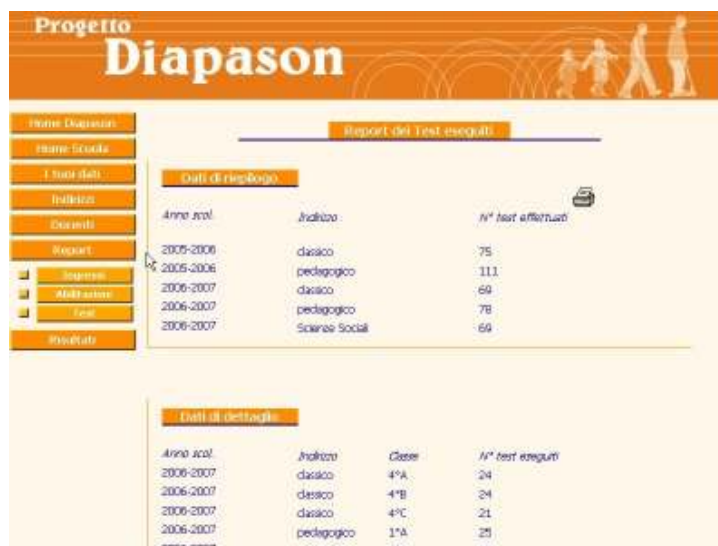 Progetto
Diapason
Home Diapason
Home Scuola
I tuoi dati
Indirizzi
Docenti
Report
Ingressi
Abilitazioni
Test
Risultati
Report dei Test eseguiti
Dati di riepilogo
Anno scol. Indirizzo N° test effettuati
2005-2006 classico 75
2005-2006 pedagogico 111
2006-2007 classico 69
2006-2007 pedagogico 78
2006-2007 Scienze Sociali 69
Dati di dettaglio
Anno scol. Indirizzo Classe N° test eseguiti
2006-2007 classico 4°A 24
2006-2007 classico 4°B 24
2006-2007 classico 4°C 21
2006-2007 pedagogico 1°A 25